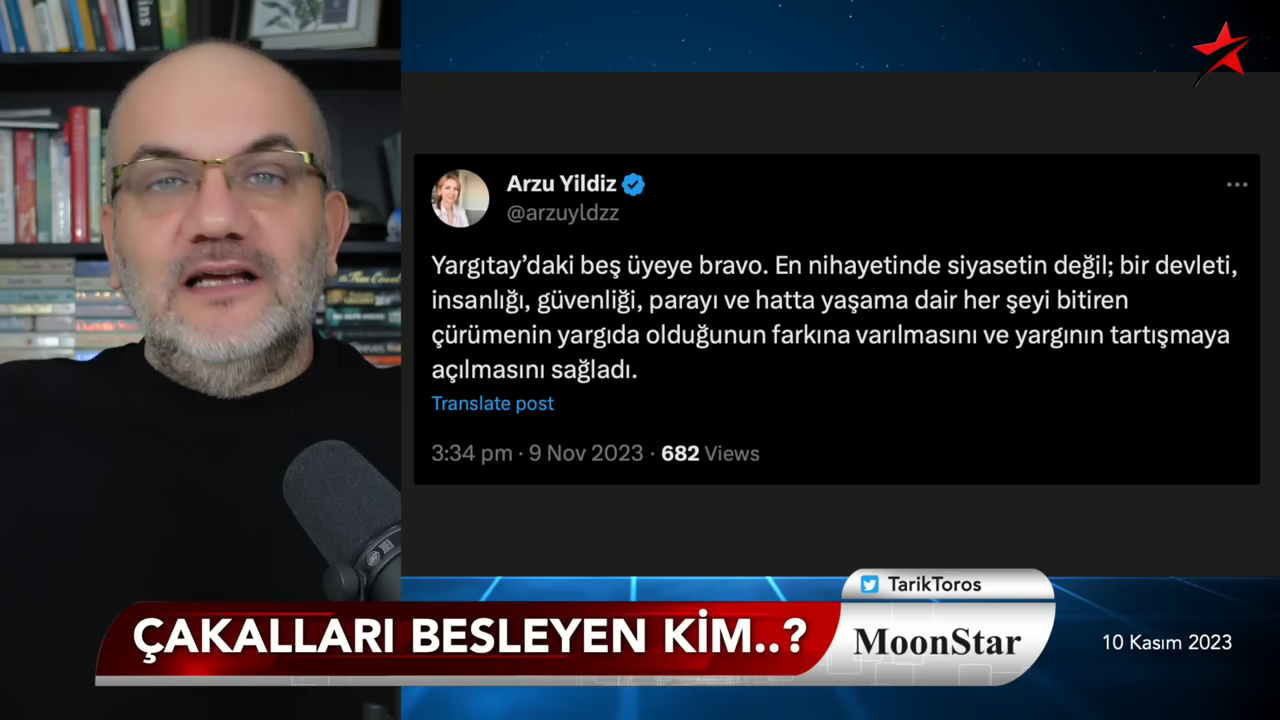 Arzu Yildiz
@arzuyldzz
Yargıtay’daki beş üyeye bravo. En nihayetinde siyasetin değil; bir devleti,
insanlığı, güvenliği, parayı ve hatta yaşama dair her şeyi bitiren
çürümenin yargıda olduğunun farkına varılmasını ve yargının tartışmaya
açılmasını sağladı.
Translate post
3:34 pm · 9 Nov 2023 · 682 Views
TarikToros
ÇAKALLARI BESLEYEN KİM..?
MoonStar
10 Kasım 2023